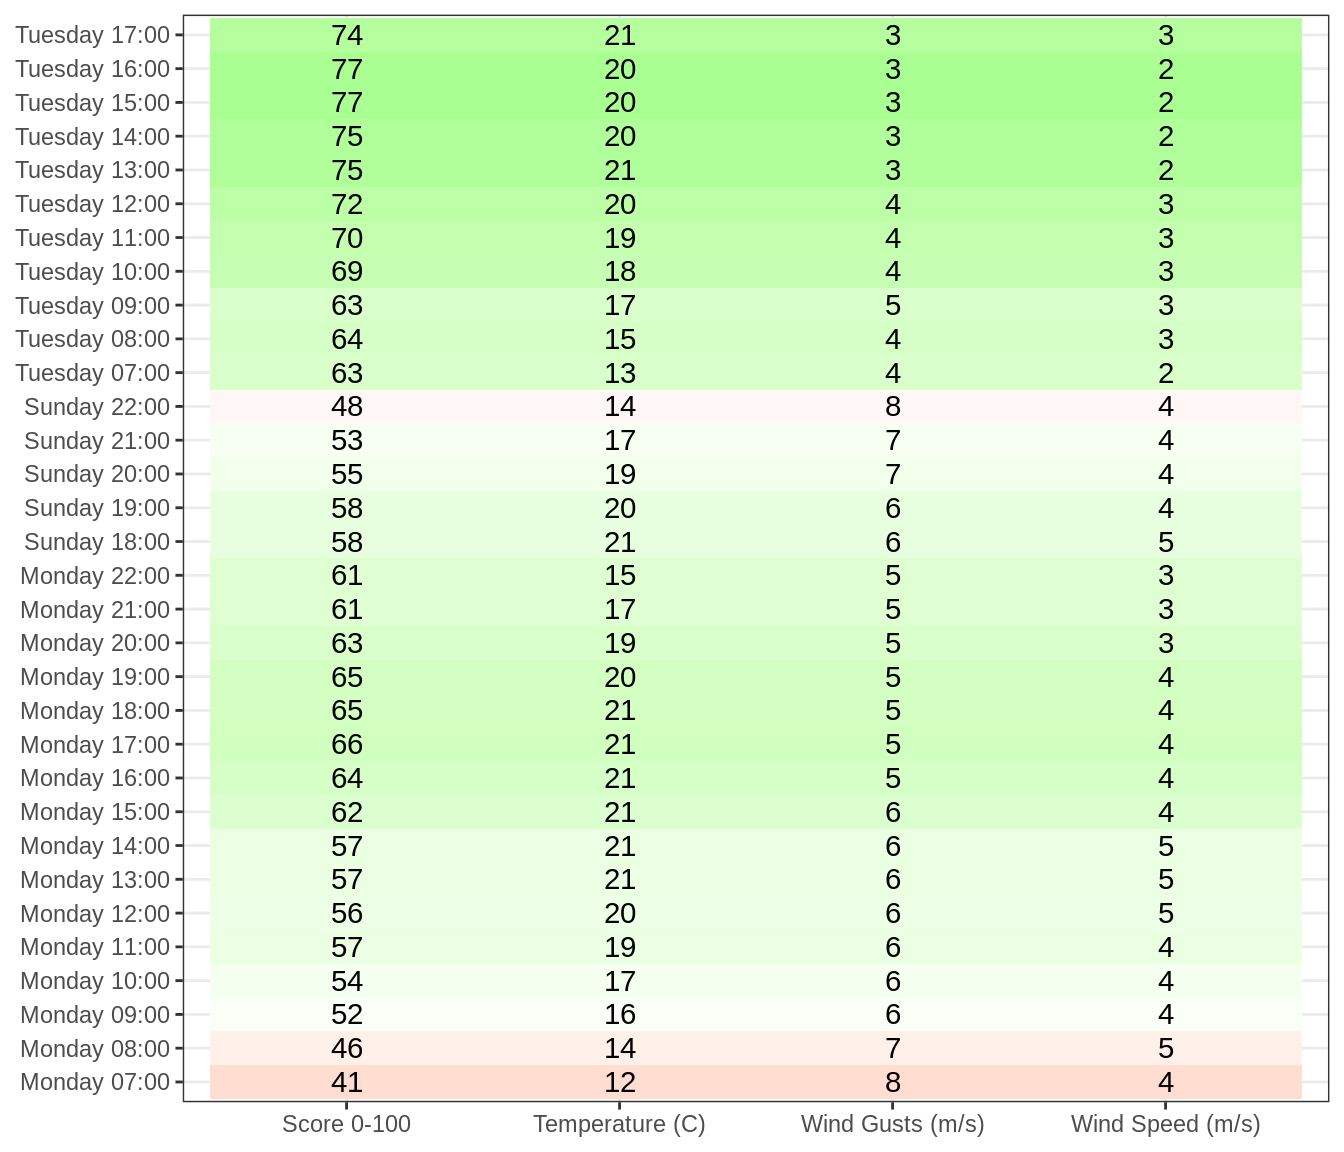 Tuesday 17:00 74 21 3 3
Tuesday 16:00 77 20 3 2
Tuesday 15:00 77 20 3 2
Tuesday 14:00 75 20 3 2
Tuesday 13:00 75 21 3 2
Tuesday 12:00 72 20 4 3
Tuesday 11:00 70 19 4 3
Tuesday 10:00 69 18 4 3
Tuesday 09:00 63 17 5 3
Tuesday 08:00 64 15 4 3
Tuesday 07:00 63 13 4 2
Sunday 22:00 48 14 8 4
Sunday 21:00 53 17 7 4
Sunday 20:00 55 19 7 4
Sunday 19:00 58 20 6 4
Sunday 18:00 58 21 6 5
Monday 22:00 61 15 5 3
Monday 21:00 61 17 5 3
Monday 20:00 63 19 5 3
Monday 19:00 65 20 5 4
Monday 18:00 65 21 5 4
Monday 17:00 66 21 5 4
Monday 16:00 64 21 5 4
Monday 15:00 62 21 6 4
Monday 14:00 57 21 6 5
Monday 13:00 57 21 6 5
Monday 12:00 56 20 6 5
Monday 11:00 57 19 6 4
Monday 10:00 54 17 6 4
Monday 09:00 52 16 6 4
Monday 08:00 46 14 7 5
Monday 07:00 41 12 8 4
Score 0-100 Temperature (C) Wind Gusts (m/s) Wind Speed (m/s)